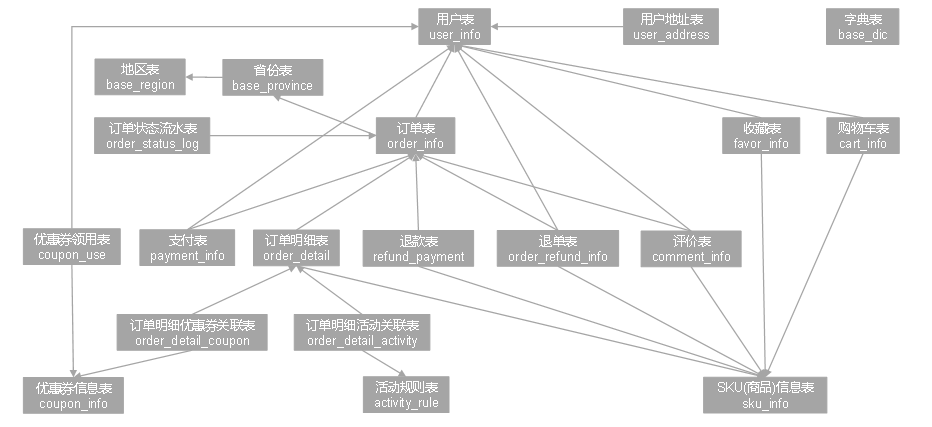 用户表
user_info
用户地址表
user_address
字典表
base_dic
地区表
base_region
省份表
base_province
订单状态流水表
order_status_log
订单表
order_info
收藏表
favor_info
购物车表
cart_info
优惠券领用表
coupon_use
支付表
payment_info
订单明细表
order_detail
退款表
refund_payment
退单表
order_refund_info
评价表
comment_info
订单明细优惠券关联表
order_detail_coupon
订单明细活动关联表
order_detail_activity
优惠券信息表
coupon_info
活动规则表
activity_rule
SKU(商品)信息表
sku_info